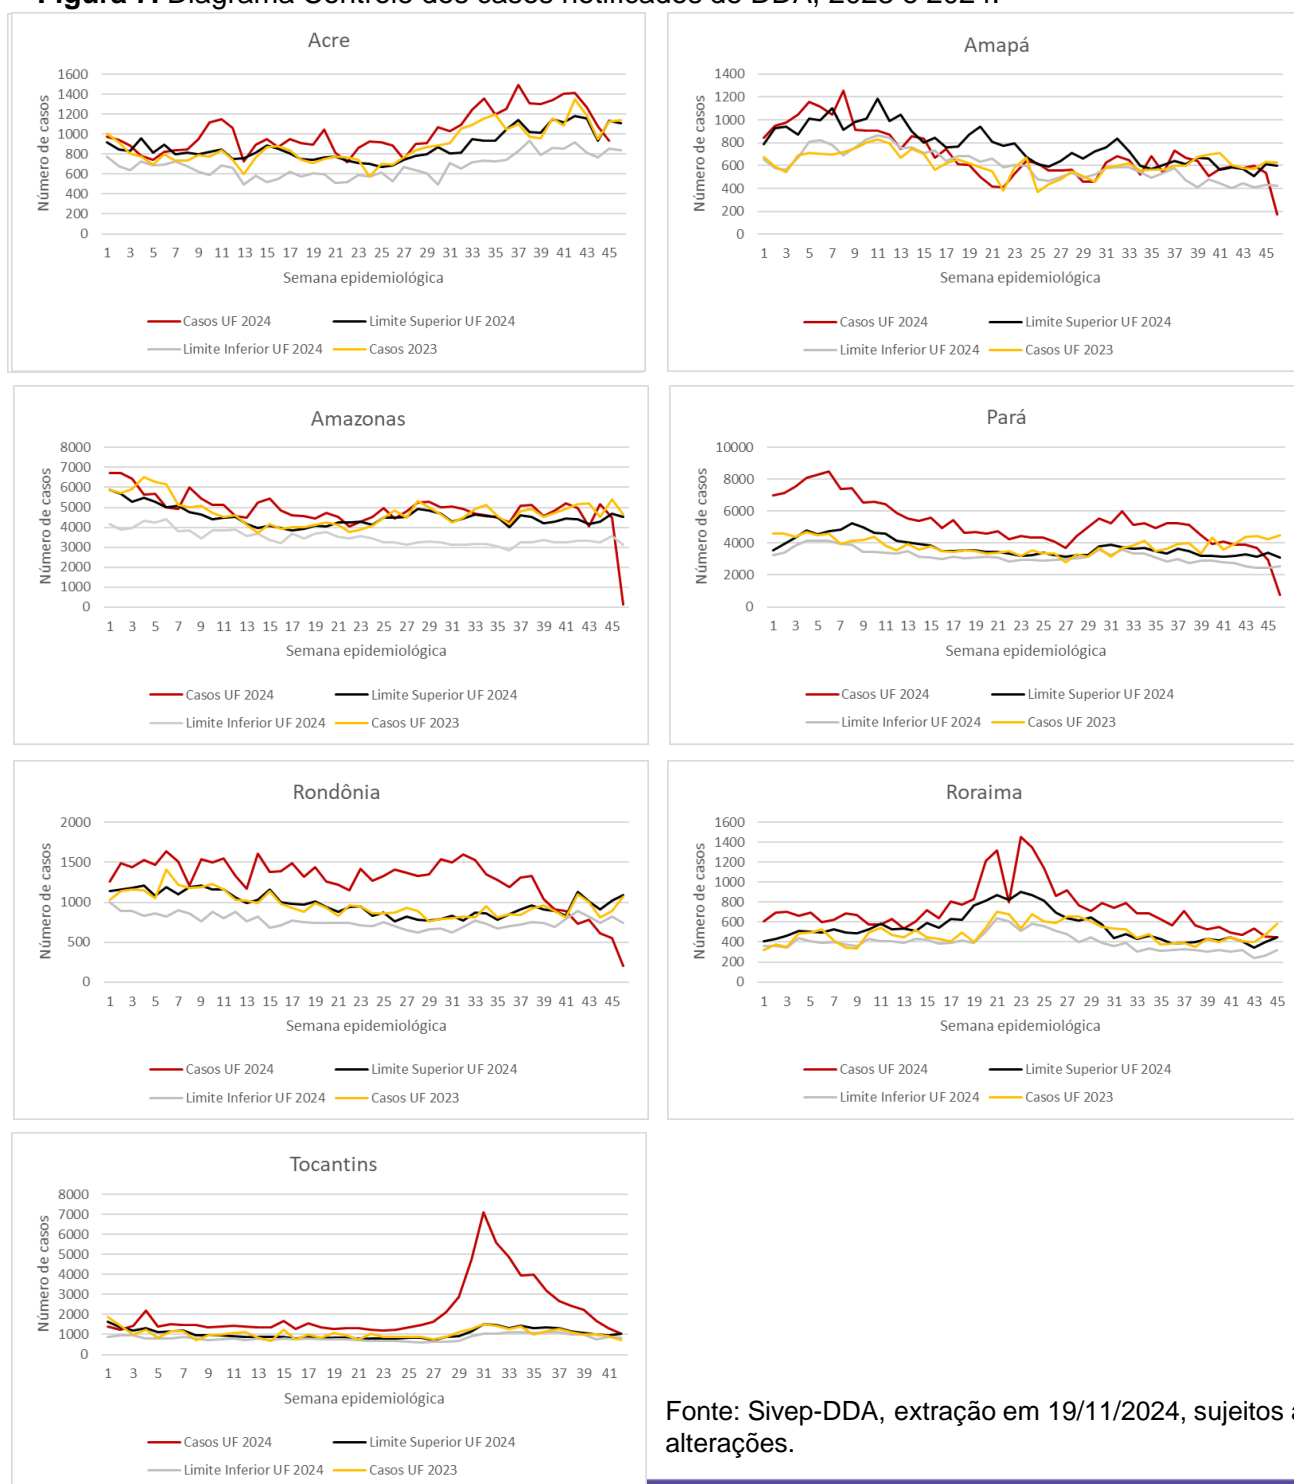 Figura 7. Diagrama Controle dos casos notificados de DDA, 2023 e 2024.
Acre
Número de casos
1600
1400
1200
1000
800
600
400
200
0
1 3 5 7 9 11 13 15 17 19 21 23 25 27 29 31 33 35 37 39 41 43 45
Semana epidemiológica
Casos UF 2024 Limite Superior UF 2024
Limite Inferior UF 2024 Casos 2023
Amapá
Número de casos
1400
1200
1000
800
600
400
200
0
1 3 5 7 9 11 13 15 17 19 21 23 25 27 29 31 33 35 37 39 41 43 45
Semana epidemiológica
Casos UF 2024 Limite Superior UF 2024
Limite Inferior UF 2024 Casos UF 2023
Amazonas
Número de casos
8000
7000
6000
5000
4000
3000
2000
1000
0
1 3 5 7 9 11 13 15 17 19 21 23 25 27 29 31 33 35 37 39 41 43 45
Semana epidemiológica
Casos UF 2024 Limite Superior UF 2024
Limite Inferior UF 2024 Casos UF 2023
Pará
Número de casos
10000
8000
6000
4000
2000
0
1 3 5 7 9 11 13 15 17 19 21 23 25 27 29 31 33 35 37 39 41 43 45
Semana epidemiológica
Casos UF 2024 Limite Superior UF 2024
Limite Inferior UF 2024 Casos UF 2023
Rondônia
Número de casos
2000
1500
1000
500
0
1 3 5 7 9 11 13 15 17 19 21 23 25 27 29 31 33 35 37 39 41 43 45
Semana epidemiológica
Casos UF 2024 Limite Superior UF 2024
Limite Inferior UF 2024 Casos UF 2023
Roraima
Número de casos
1600
1400
1200
1000
800
600
400
200
0
1 3 5 7 9 11 13 15 17 19 21 23 25 27 29 31 33 35 37 39 41 43 45
Semana epidemiológica
Casos UF 2024 Limite Superior UF 2024
Limite Inferior UF 2024 Casos UF 2023
Tocantins
Número de casos
8000
7000
6000
5000
4000
3000
2000
1000
0
1 3 5 7 9 11 13 15 17 19 21 23 25 27 29 31 33 35 37 39 41
Semana epidemiológica
Casos UF 2024 Limite Superior UF 2024
Limite Inferior UF 2024 Casos UF 2023
Fonte: Sivep-DDA, extração em 19/11/2024, sujeitos a
alterações.